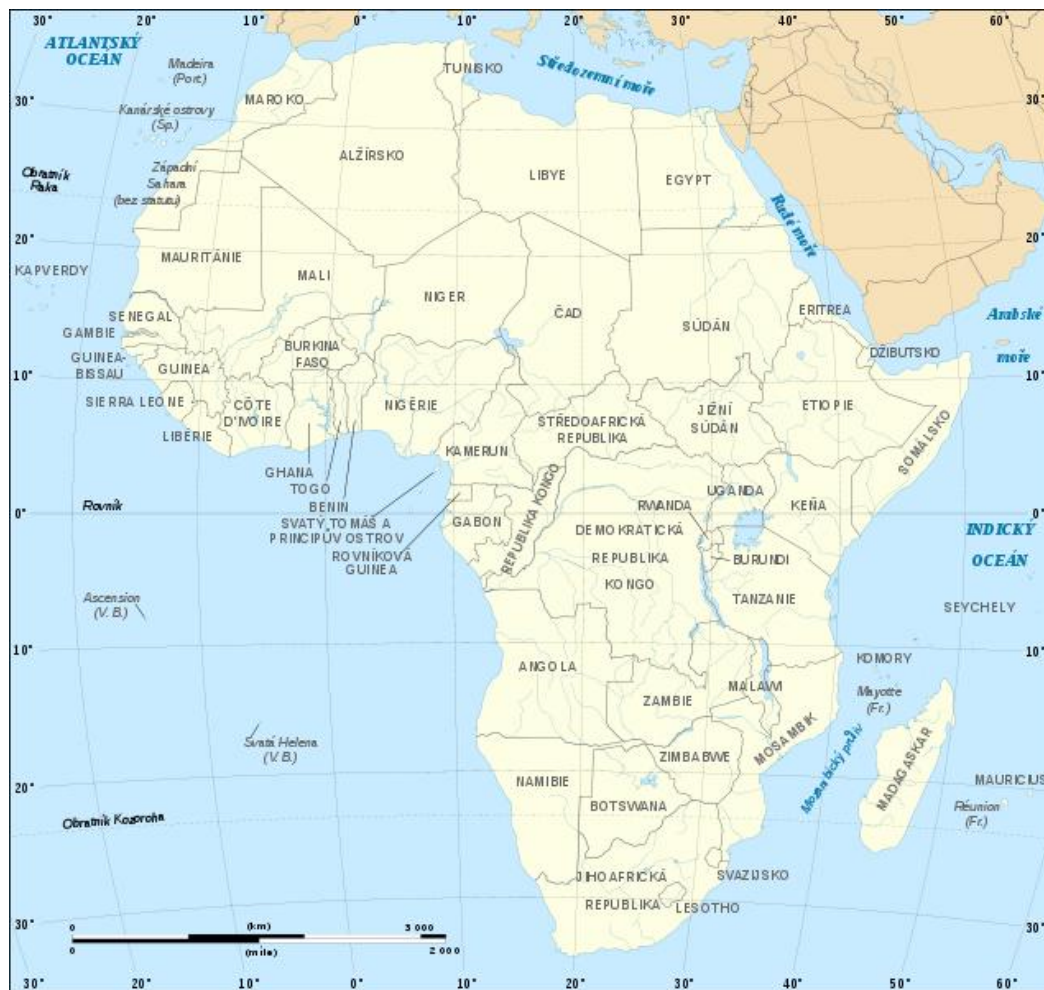 30° 20° 10° 0° 10° 20° 30° 40° 50° 60°
ATLANTSKÝ
OCEÁN
Madeira
(Port.)
TUNISKO
Středozemní moře
30°
30°
MAROKO
Kanárské ostrovy
(Šp.)
ALŽÍRSKO
LIBYE
EGYPT
Obratník
Raka
Západní
Sahara
(bez statutu)
Rudé moře
20°
20°
KAPVERDY
MAURITÁNIE
MALI
NIGER
ČAD
SÚDÁN
ERITREA
Arabské
moře
SENEGAL
GAMBIE
GUINEA-
BISSAU
GUINEA
BURKINA
FASO
DŽIBUTSKO
10°
10°
SIERRA LEONE
CÔTE
D'IVOIRE
NIGÉRIE
JIŽNÍ
SÚDÁN
ETIOPIE
LIBÉRIE
STŘEDOAFRICKÁ
REPUBLIKA
SOMÁLSKO
KAMERUN
GHANA
TOGO
BENIN
UGANDA
KEŇA
Rovník
0°
0°
SVATÝ TOMÁŠ A
PRINCIPŮV OSTROV
GABON
REPUBLIKA KONGO
RWANDA
DEMOKRATICKÁ
REPUBLIKA
KONGO
INDICKÝ
OCEÁN
ROVNÍKOVÁ
GUINEA
BURUNDI
TANZANIE
Ascension
(V. B.)
SEYCHELY
10°
10°
ANGOLA
KOMORY
ZAMBIE
MALAWI
Mayotte
(Fr.)
Svatá Helena
(V. B.)
MOSAMBIK
Mosambický průliv
ZIMBABWE
MADAGASKAR
20°
20°
NAMIBIE
BOTSWANA
MAURICIUS
Réunion
(Fr.)
Obratník Kozoroha
JIHOAFRICKÁ
REPUBLIKA
SVAZIJSKO
LESOTHO
30°
30°
0 (km) 3 000
0 (míle) 2 000
30° 20° 10° 0° 10° 20° 30° 40° 50° 60°